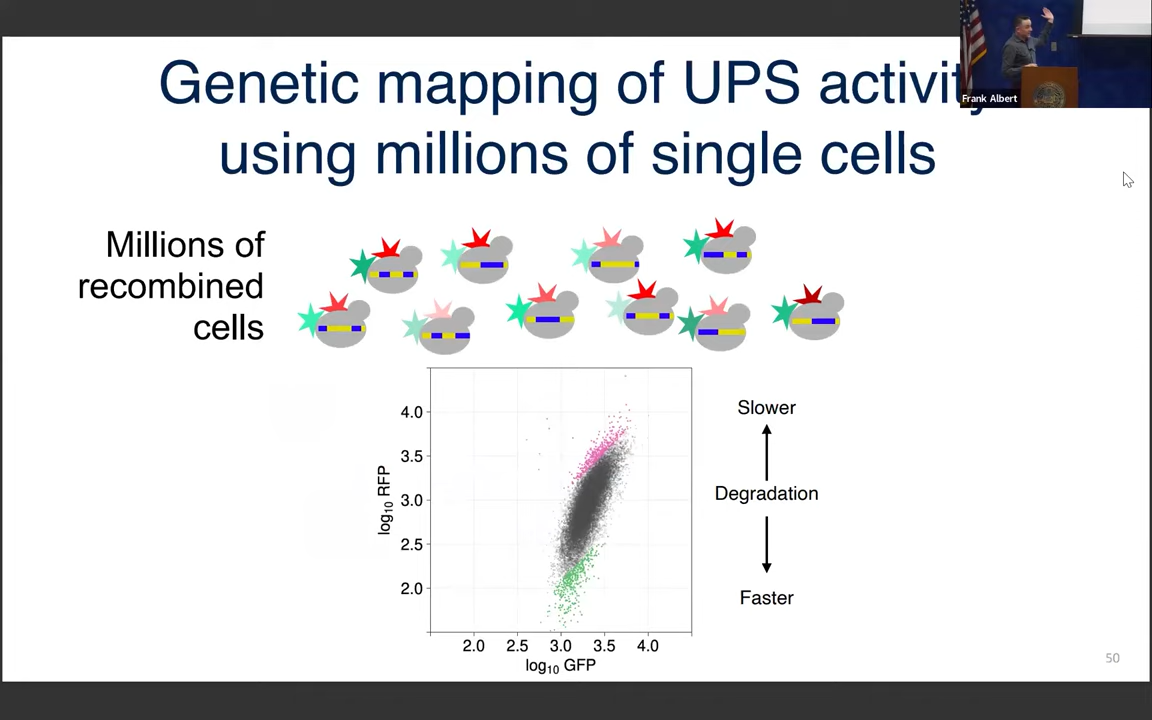 Genetic mapping of UPS activity
using millions of single cells
Frank Albert
Millions of
recombined
cells
4.0
3.5
3.0
2.5
2.0
log10 RFP
2.0 2.5 3.0 3.5 4.0
log10 GFP
Slower
Degradation
Faster
50